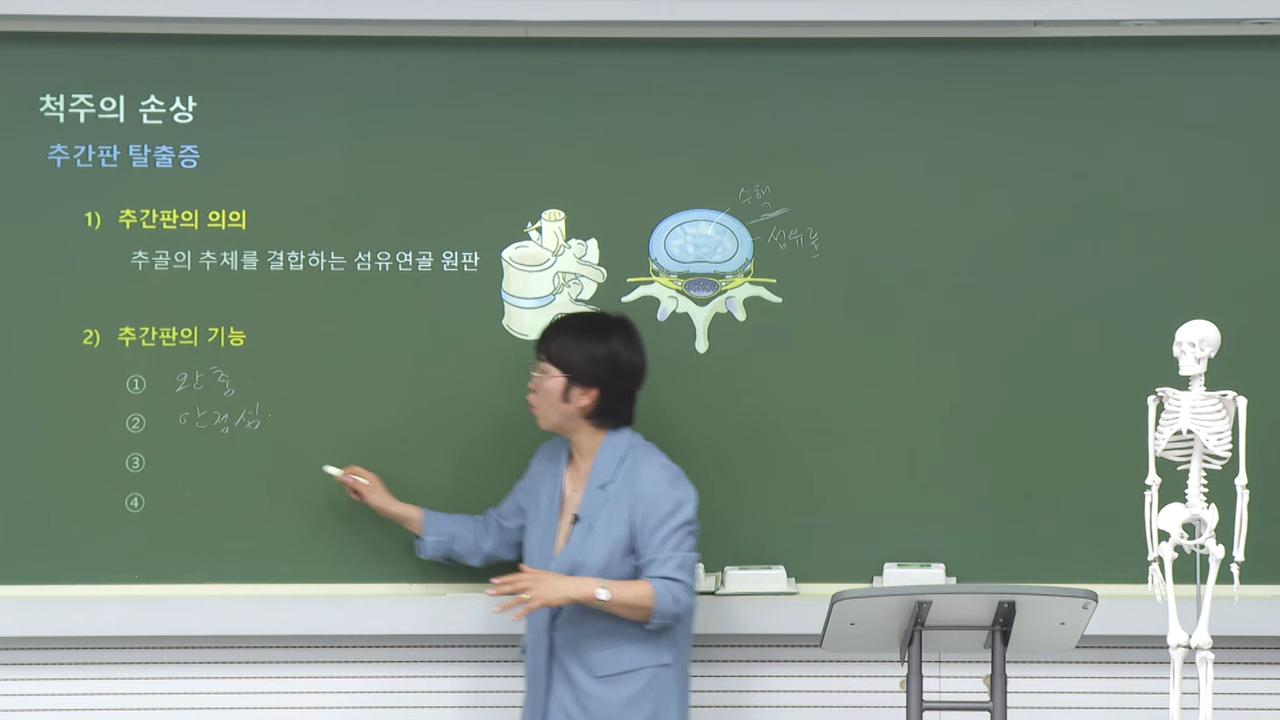 척주의 손상
추간판 탈출증
1) 추간판의 의의
추골의 추체를 결합하는 섬유연골 원판
2) 추간판의 기능
① 완충
② 안정성
③
④
수핵
섬유륜